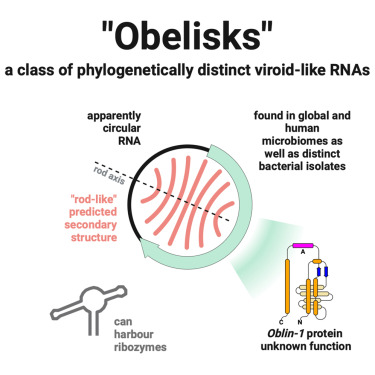 "Obelisks"
a class of phylogenetically distinct viroid-like RNAs
apparently
circular
RNA
found in global and
human
microbiomes as
well as distinct
bacterial isolates
rod axis
"rod-like"
predicted
secondary
structure
can
harbour
ribozymes
A
C N
Oblin-1 protein
unknown function